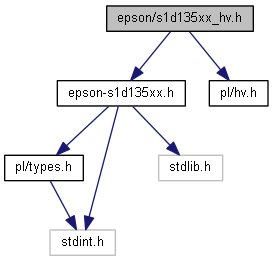 epson/s1d135xx_hv.h
epson-s1d135xx.h
pl/hv.h
pl/types.h
stdlib.h
stdint.h